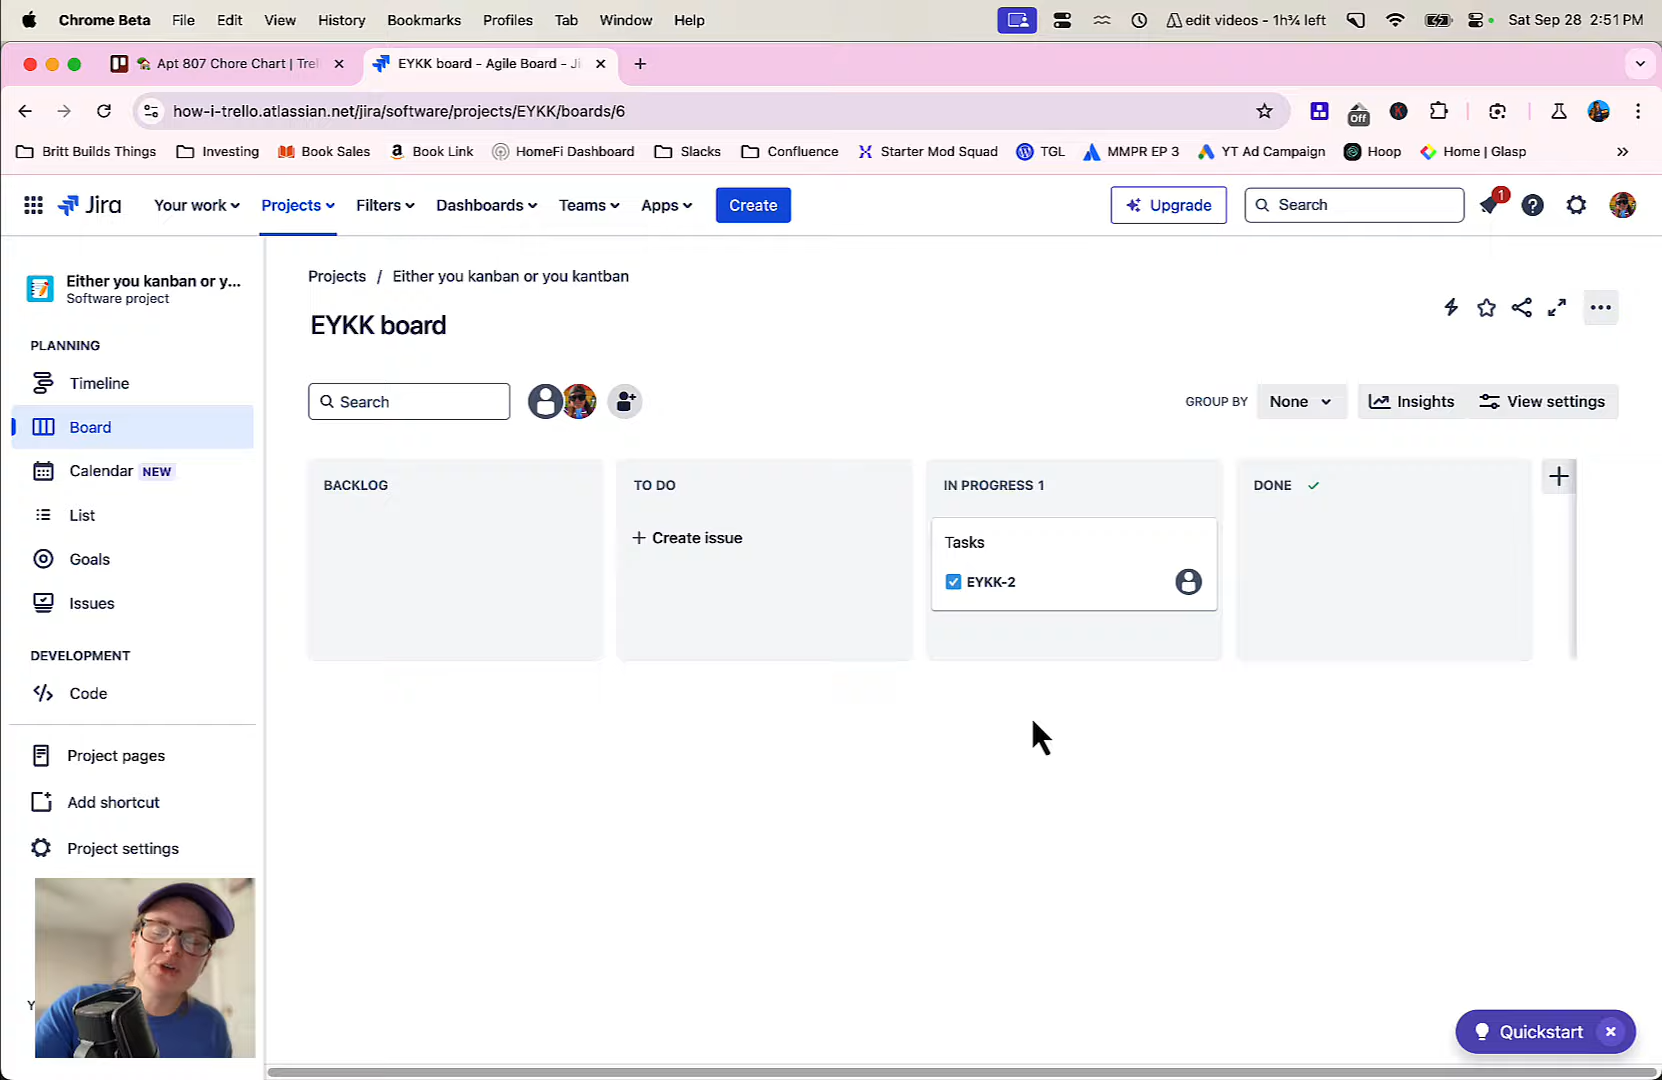 Chrome Beta File Edit View History Bookmarks Profiles Tab Window Help edit videos - 1h¾ left Sat Sep 28 2:51 PM
Apt 807 Chore Chart | Trel EYKK board - Agile Board - Ji
how-i-trello.atlassian.net/jira/software/projects/EYKK/boards/6 Off K
Britt Builds Things Investing Book Sales Book Link HomeFi Dashboard Slacks Confluence Starter Mod Squad TGL MMPR EP 3 YT Ad Campaign Hoop Home | Glasp
Jira Your work Projects Filters Dashboards Teams Apps Create Upgrade Search 1
Either you kanban or y...
Software project
PLANNING
Timeline
Board
Calendar NEW
List
Goals
Issues
DEVELOPMENT
Code
Project pages
Add shortcut
Project settings
Y
Projects / Either you kanban or you kantban
EYKK board
Search GROUP BY None Insights View settings
BACKLOG TO DO IN PROGRESS 1 DONE
Create issue
Tasks
EYKK-2
Quickstart